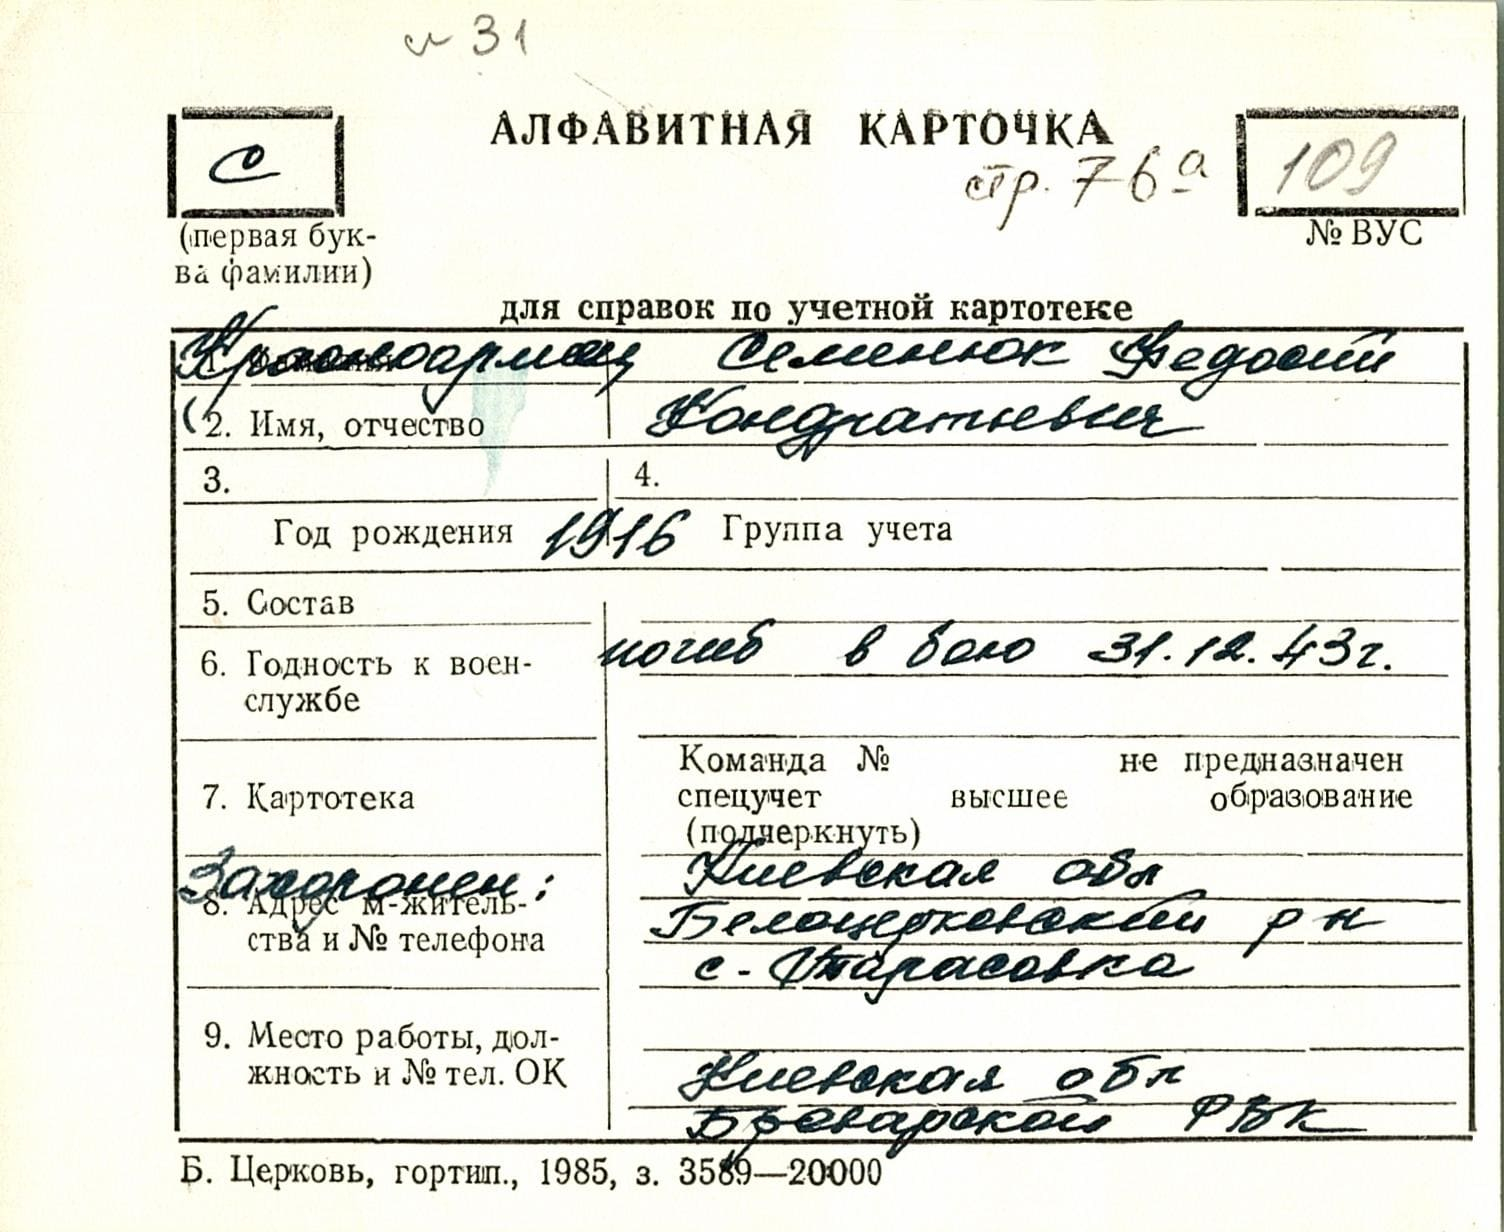 л 31
АЛФАВИТНАЯ КАРТОЧКА
С
стр. 76а
109
(первая бук-
ва фамилии)
№ ВУС
для справок по учетной картотеке
Красноармеец Семенюк Федосий
2. Имя, отчество Кондратьевич
3. 4.
Год рождения 1916 Группа учета
5. Состав
погиб в бою 31.12.43г.
6. Годность к воен-
службе
Команда № не предназначен
7. Картотека спецучет высшее образование
(подчеркнуть)
Захоронен: Киевская обл
8. Адрес м-житель- Белоцерковский р н
ства и № телефона с. Тарасовка
9. Место работы, дол-
жность и № тел. ОК Киевская обл
Броварской РВК
Б. Церковь, гортип., 1985, з. 3589—20000